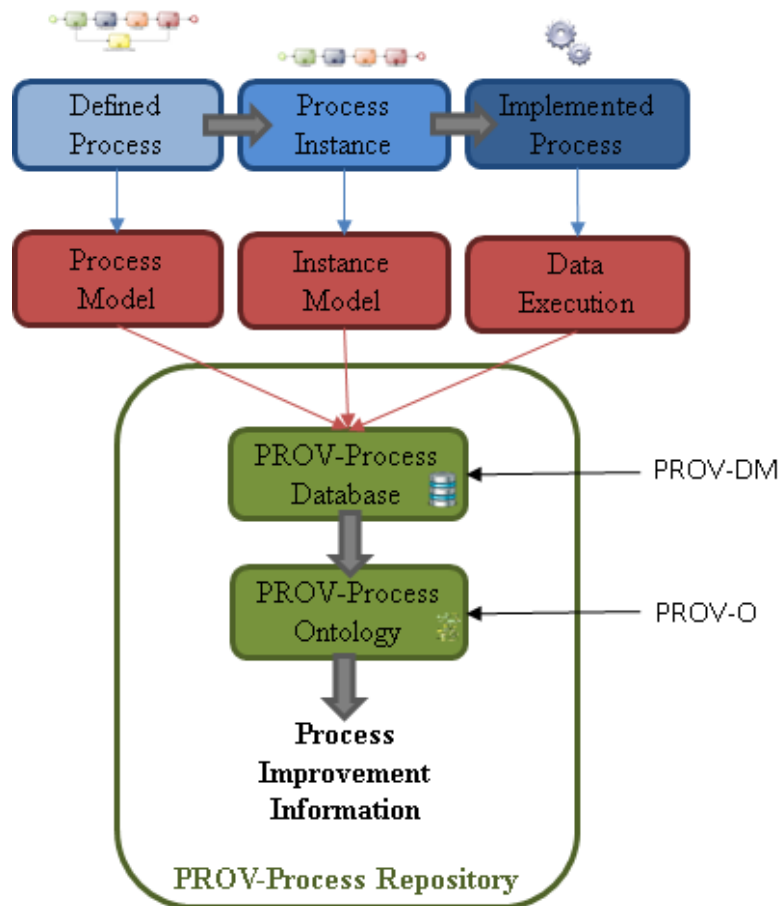 Defined
Process
Process
Instance
Implemented
Process
Process
Model
Instance
Model
Data
Execution
PROV-Process
Database
PROV-DM
PROV-Process
Ontology
PROV-O
Process
Improvement
Information
PROV-Process Repository